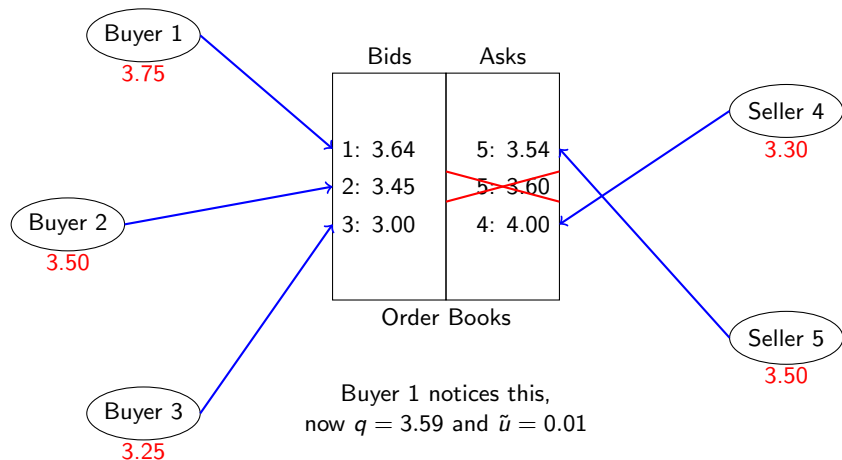 Buyer 1
3.75
Bids
Asks
Seller 4
3.30
1: 3.64
5: 3.54
2: 3.45
5: 3.60
3: 3.00
4: 4.00
Buyer 2
3.50
Order Books
Seller 5
3.50
Buyer 3
3.25
Buyer 1 notices this,
now q = 3.59 and ũ = 0.01